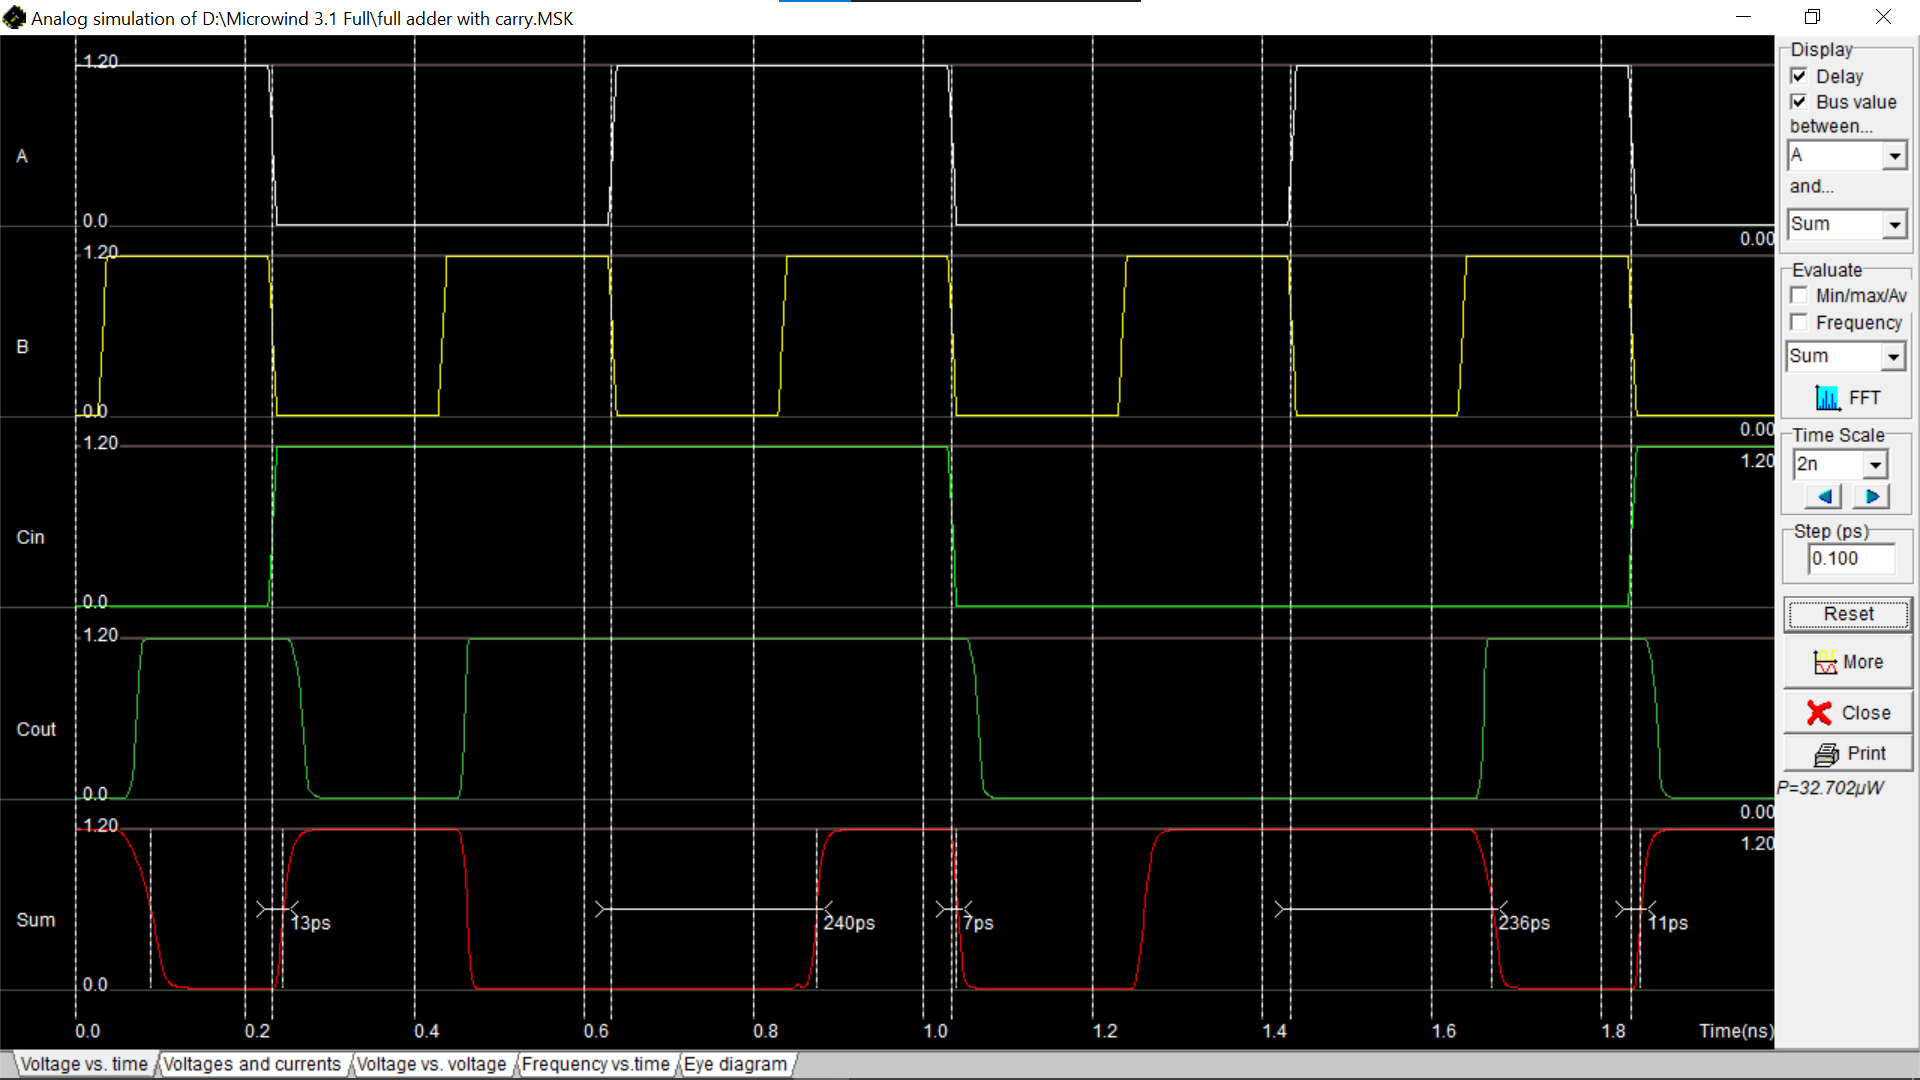 Analog simulation of D:\Microwind 3.1 Full\full adder with carry.MSK
1.20
A
0.0
0.00
1.20
B
0.0
0.00
1.20
1.20
Cin
0.0
1.20
Cout
0.0
0.00
1.20
1.20
Sum
13ps
240ps
7ps
236ps
11ps
0.0
0.0
0.2
0.4
0.6
0.8
1.0
1.2
1.4
1.6
1.8
Time(ns)
Voltage vs. time
Voltages and currents
Voltage vs. voltage
Frequency vs.time
Eye diagram
Display
Delay
Bus value
between...
A
and...
Sum
Evaluate
Min/max/Av
Frequency
Sum
FFT
Time Scale
2n
Step (ps)
0.100
Reset
More
Close
Print
P=32.702µW